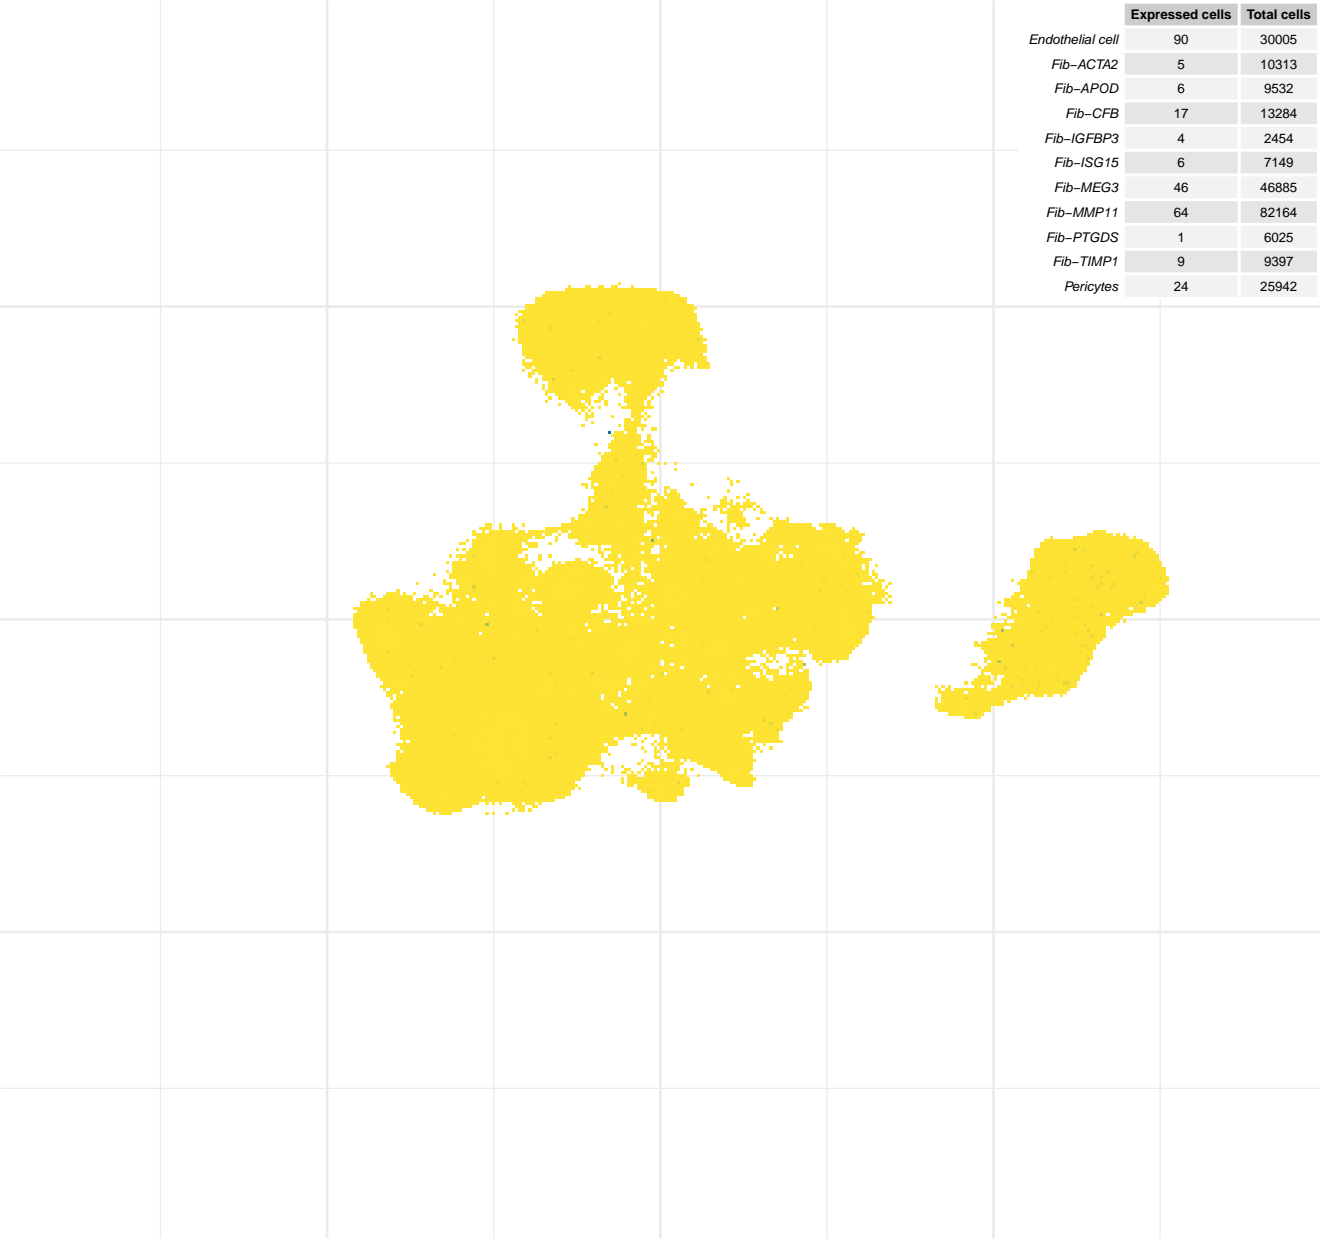 Expressed cells Total cells
Endothelial cell 90 30005
Fib−ACTA2 5 10313
Fib−APOD 6 9532
Fib−CFB 17 13284
Fib−IGFBP3 4 2454
Fib−ISG15 6 7149
Fib−MEG3 46 46885
Fib−MMP11 64 82164
Fib−PTGDS 1 6025
Fib−TIMP1 9 9397
Pericytes 24 25942